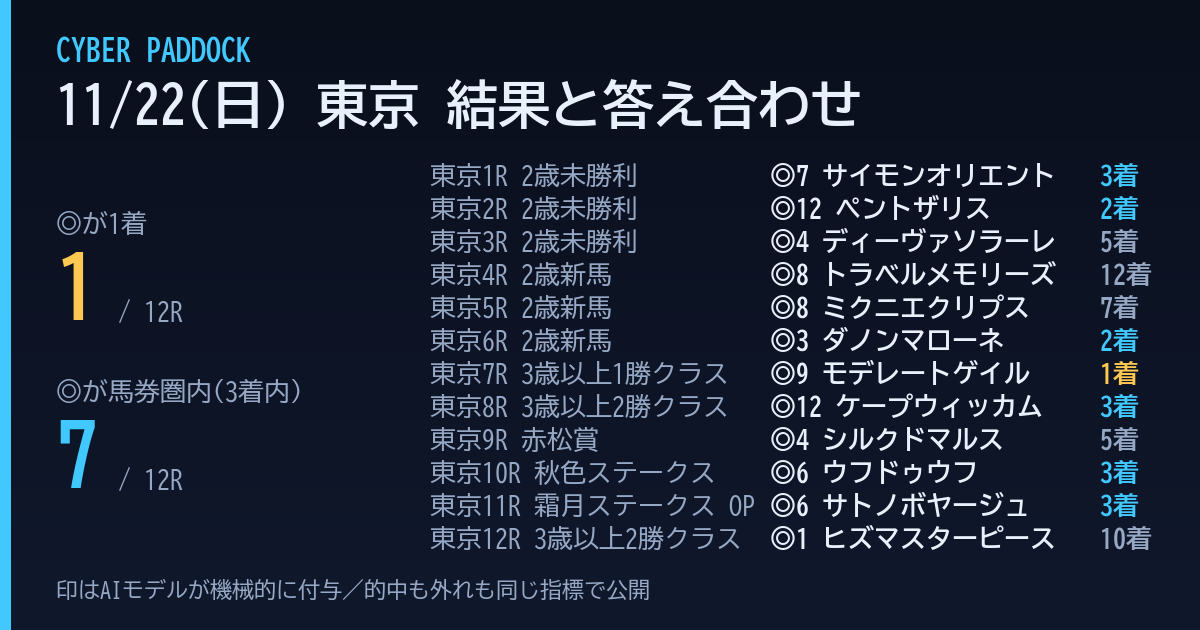 CYBER PADDOCK
11/22(日) 東京 結果と答え合わせ
◎が1着
1 / 12R
◎が馬券圏内(3着内)
7 / 12R
東京1R 2歳未勝利 ◎7 サイモンオリエント 3着
東京2R 2歳未勝利 ◎12 ペントザリス 2着
東京3R 2歳未勝利 ◎4 ディーヴァソラーレ 5着
東京4R 2歳新馬 ◎8 トラベルメモリーズ 12着
東京5R 2歳新馬 ◎8 ミクニエクリプス 7着
東京6R 2歳新馬 ◎3 ダノンマローネ 2着
東京7R 3歳以上1勝クラス ◎9 モデレートゲイル 1着
東京8R 3歳以上2勝クラス ◎12 ケープウィッカム 3着
東京9R 赤松賞 ◎4 シルクドマルス 5着
東京10R 秋色ステークス ◎6 ウフドゥウフ 3着
東京11R 霜月ステークス OP ◎6 サトノボヤージュ 3着
東京12R 3歳以上2勝クラス ◎1 ヒズマスターピース 10着
印はAIモデルが機械的に付与／的中も外れも同じ指標で公開